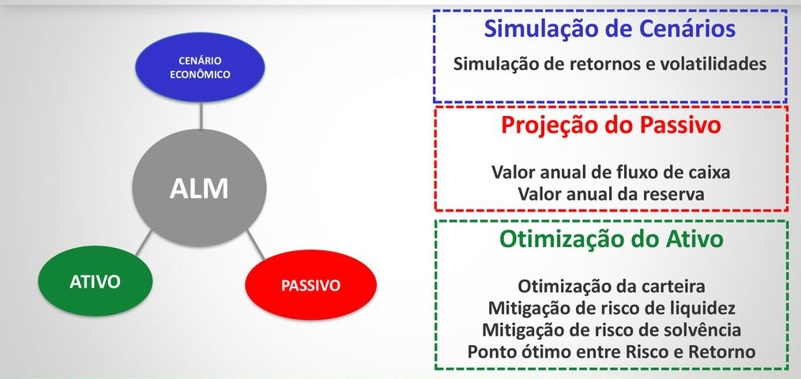 CENÁRIO
ECONÔMICO
ALM
ATIVO
PASSIVO
Simulação de Cenários
Simulação de retornos e volatilidades
Projeção do Passivo
Valor anual de fluxo de caixa
Valor anual da reserva
Otimização do Ativo
Otimização da carteira
Mitigação de risco de liquidez
Mitigação de risco de solvência
Ponto ótimo entre Risco e Retorno